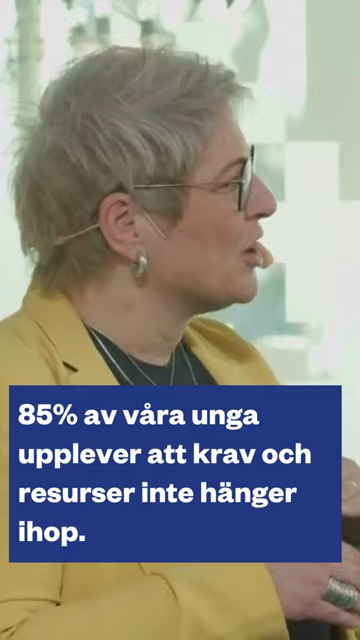 85% av våra unga
upplever att krav och
resurser inte hänger
ihop.